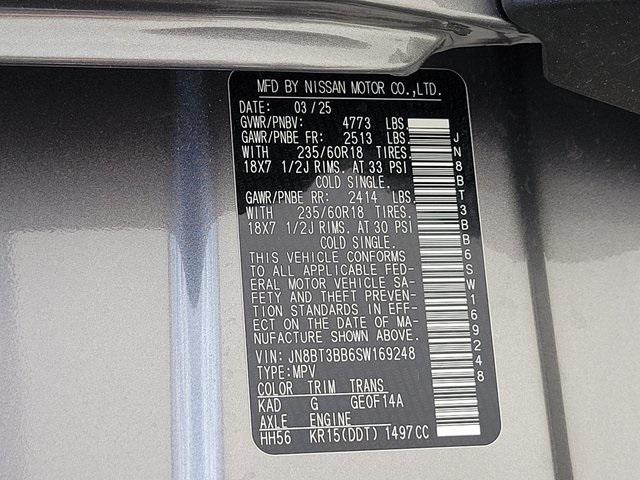 MFD BY NISSAN MOTOR CO.,LTD.
DATE: 03/25
GVWR/PNBV: 4773 LBS.
GAWR/PNBE FR: 2513 LBS.
WITH 235/60R18 TIRES.
18X7 1/2J RIMS. AT 33 PSI
COLD SINGLE.
GAWR/PNBE RR: 2414 LBS.
WITH 235/60R18 TIRES.
18X7 1/2J RIMS. AT 30 PSI
COLD SINGLE.
THIS VEHICLE CONFORMS
TO ALL APPLICABLE FED-
ERAL MOTOR VEHICLE SA-
FETY AND THEFT PREVEN-
TION STANDARDS IN EFF-
ECT ON THE DATE OF MA-
NUFACTURE SHOWN ABOVE.
VIN: JN8BT3BB6SW169248
TYPE:MPV
COLOR TRIM TRANS
KAD G GE0F14A
AXLE ENGINE
HH56 KR15(DDT) 1497CC
JN8BT3BB6SW169248